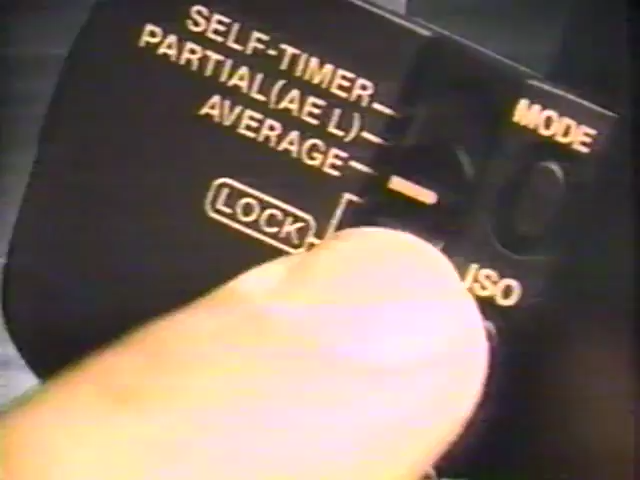 SELF-TIMER
PARTIAL(AE L)
AVERAGE
MODE
LOCK
ISO